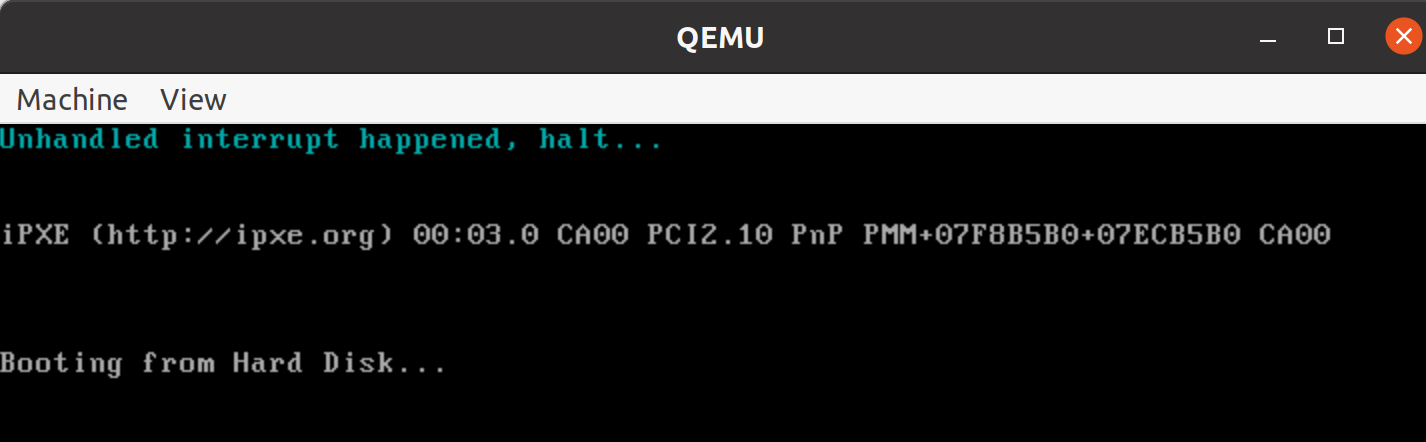 QEMU
Machine View
Unhandled interrupt happened, halt...
iPXE (http://ipxe.org) 00:03.0 CA00 PCI2.10 PnP PMM+07F8B5B0+07ECB5B0 CA00
Booting from Hard Disk...